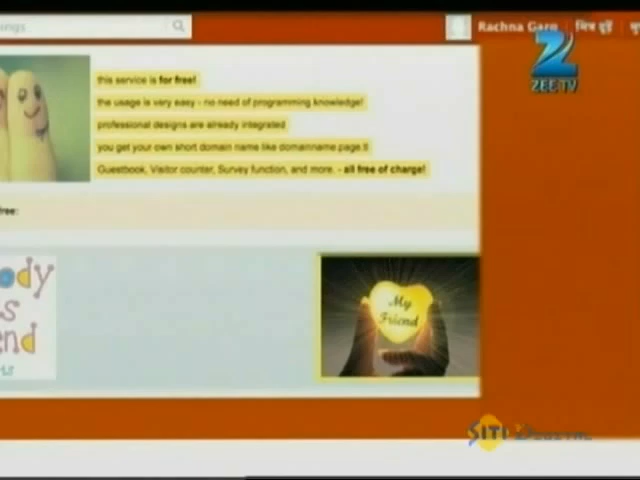 Rachna Garg
मित्र ढूंढें
ZEE TV
this service is for free!
the usage is very easy - no need of programming knowledge!
professional designs are already integrated
you get your own short domain name like domainname.page.tl
Guestbook, Visitor counter, Survey function, and more. - all free of charge!
free:
ody
s
end
My
Friend
SITI DIGITAL